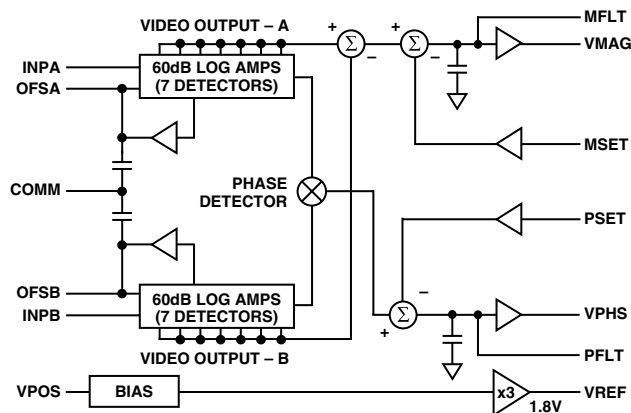 VIDEO OUTPUT – A
MFLT
VMAG
INPA
OFSA
60dB LOG AMPS
(7 DETECTORS)
+
Σ
–
+
Σ
–
MSET
COMM
PHASE
DETECTOR
PSET
–
+
Σ
OFSB
INPB
60dB LOG AMPS
(7 DETECTORS)
VIDEO OUTPUT – B
VPHS
PFLT
VPOS
BIAS
x3
1.8V
VREF